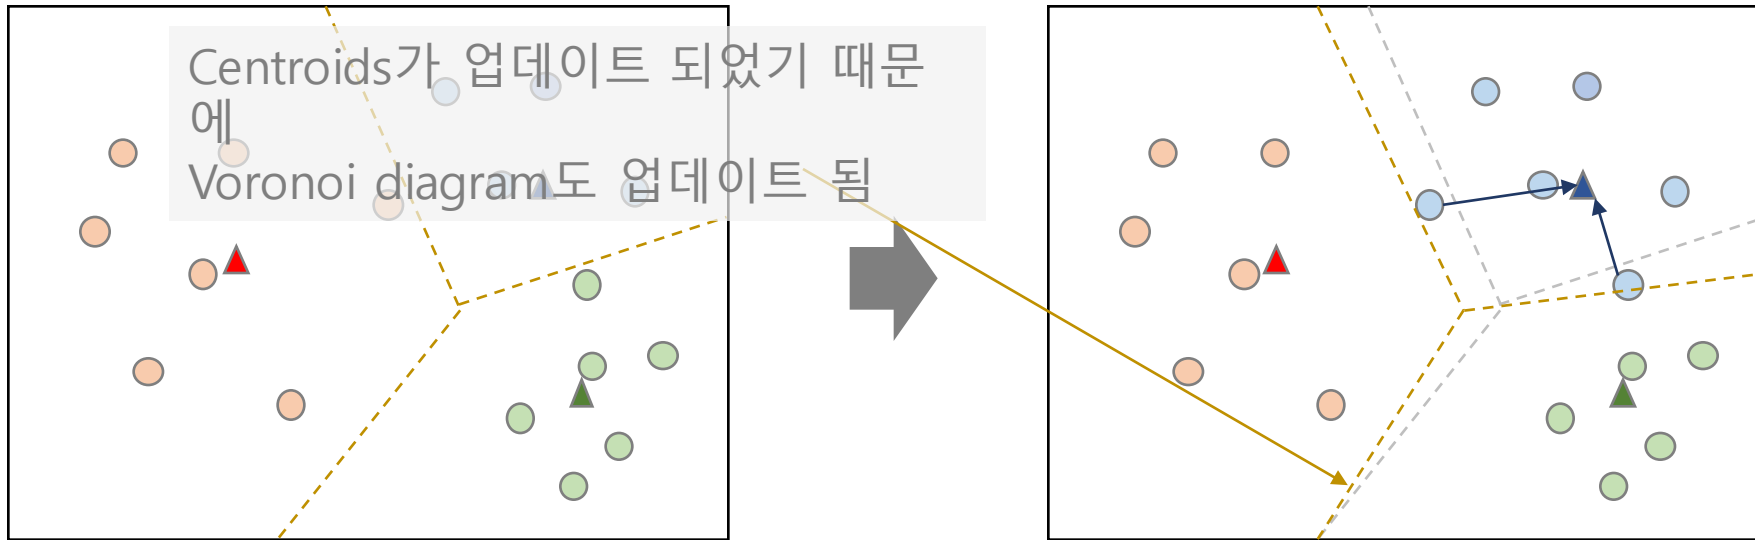 Centroids가 업데이트 되었기 때문
에
Voronoi diagram도 업데이트 됨